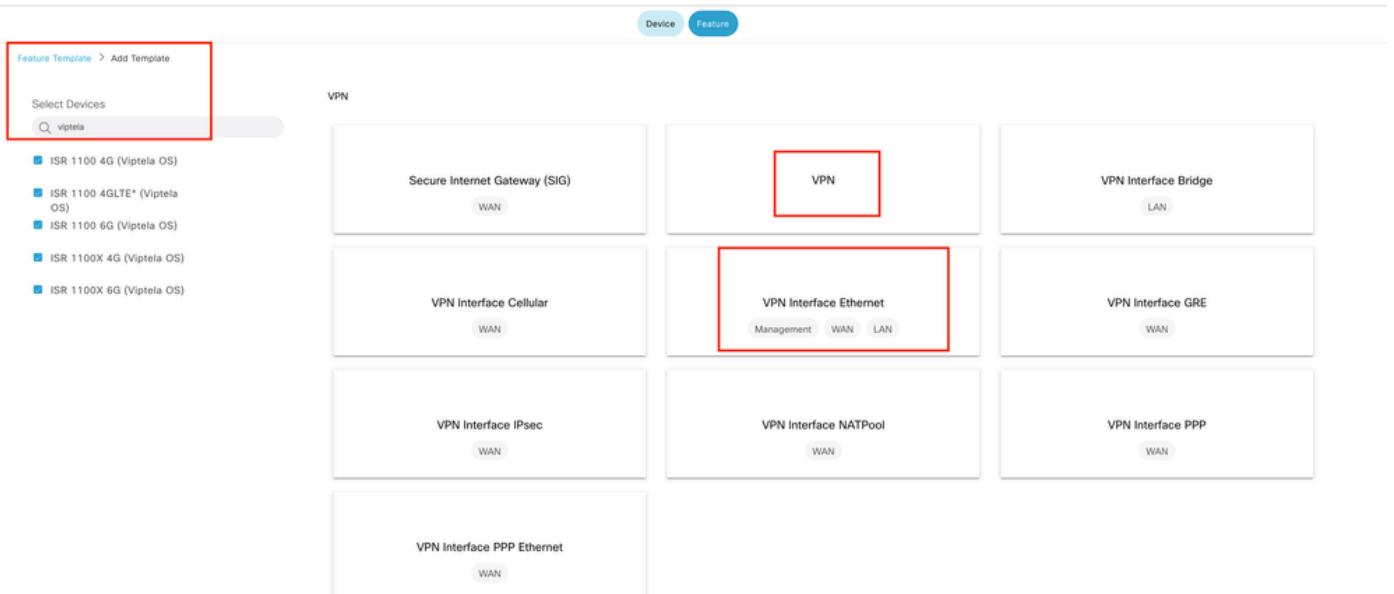 Device Feature
Feature Template > Add Template
Select Devices
viptela
ISR 1100 4G (Viptela OS)
ISR 1100 4GLTE* (Viptela
OS)
ISR 1100 6G (Viptela OS)
ISR 1100X 4G (Viptela OS)
ISR 1100X 6G (Viptela OS)
VPN
Secure Internet Gateway (SIG)
WAN
VPN
VPN Interface Bridge
LAN
VPN Interface Cellular
WAN
VPN Interface Ethernet
Management WAN LAN
VPN Interface GRE
WAN
VPN Interface IPsec
WAN
VPN Interface NATPool
WAN
VPN Interface PPP
WAN
VPN Interface PPP Ethernet
WAN